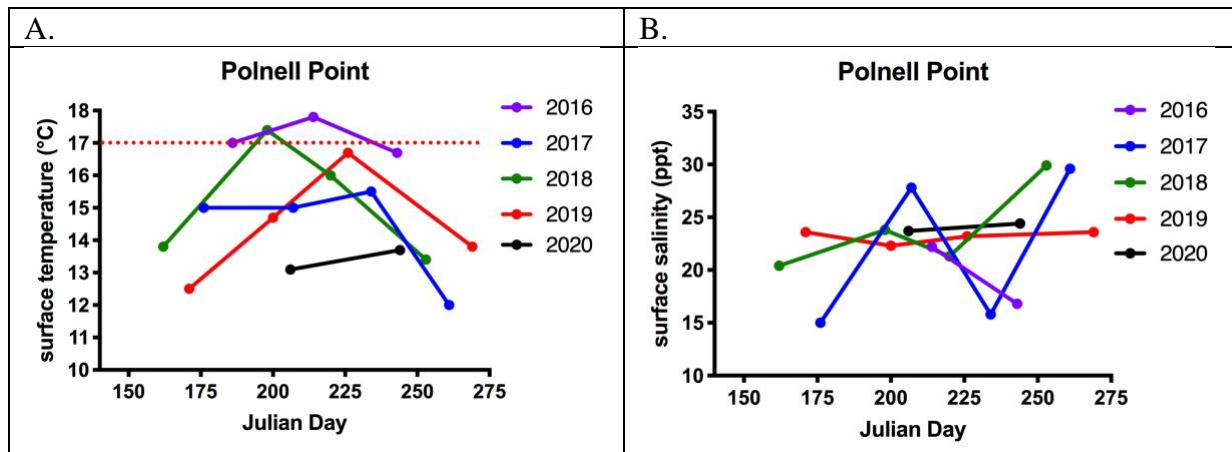 A.
Polnell Point
surface temperature (°C)
18
17
16
15
14
13
12
11
10
150 175 200 225 250 275
Julian Day
2016
2017
2018
2019
2020
B.
Polnell Point
surface salinity (ppt)
35
30
25
20
15
10
150 175 200 225 250 275
Julian Day
2016
2017
2018
2019
2020